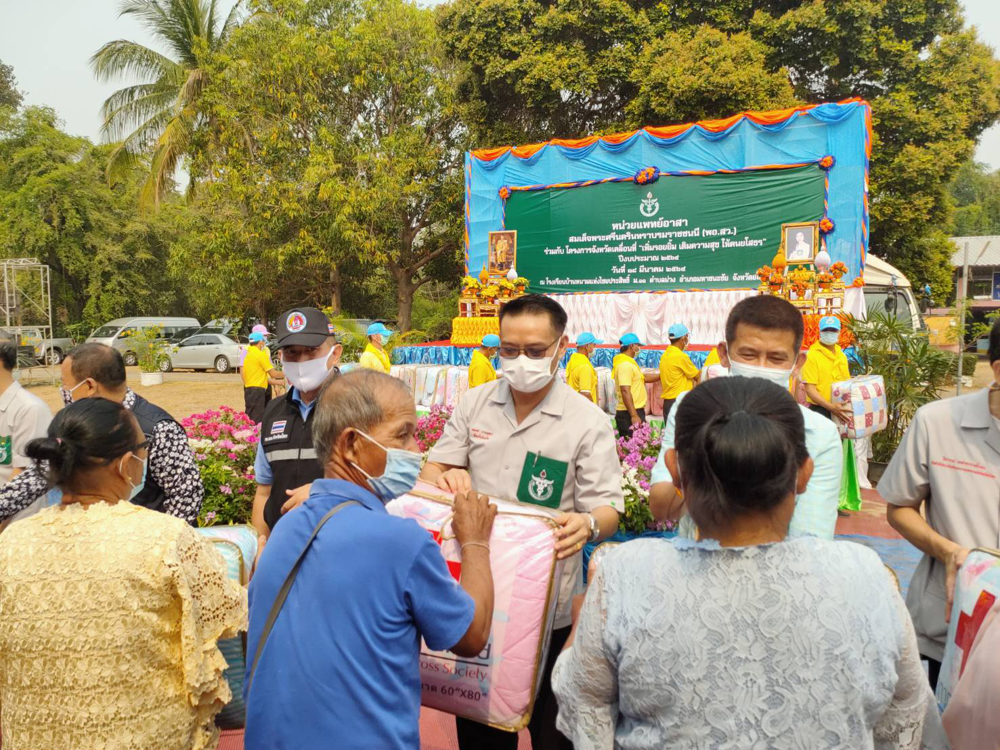 หน่วยแพทย์อาสา
สมเด็จพระศรีนครินทราบรมราชชนนี (พอ.สว.)
ร่วมกับ โครงการจังหวัดเคลื่อนที่ "เพิ่มรอยยิ้ม เติมความสุข ให้คนยโสธร"
ปีงบประมาณ ๒๕๖๔
วันที่ ๑๘ มีนาคม ๒๕๖๔
ณ โรงเรียนบ้านหนามแท่งไชยประสิทธิ์ ม.๑๑ ตำบลม่วง อำเภอมหาชนะชัย จังหวัด
oss Society
าด 60"X80"